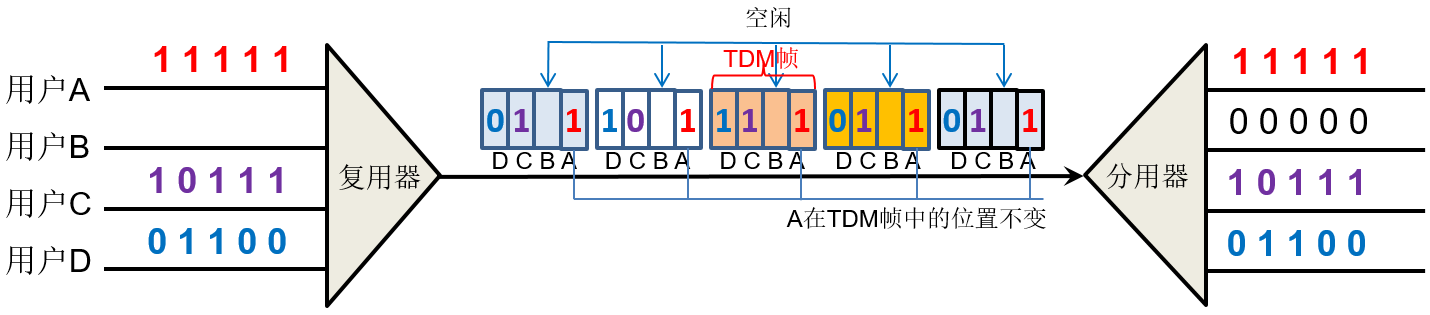 空闲
TDM帧
用户A
1 1 1 1 1
用户B
用户C
1 0 1 1 1
用户D
0 1 1 0 0
复用器
0 1 1
1 0 1
1 1 1
0 1 1
0 1 1
D C B A
D C B A
D C B A
D C B A
D C B A
A在TDM帧中的位置不变
分用器
1 1 1 1 1
0 0 0 0 0
1 0 1 1 1
0 1 1 0 0